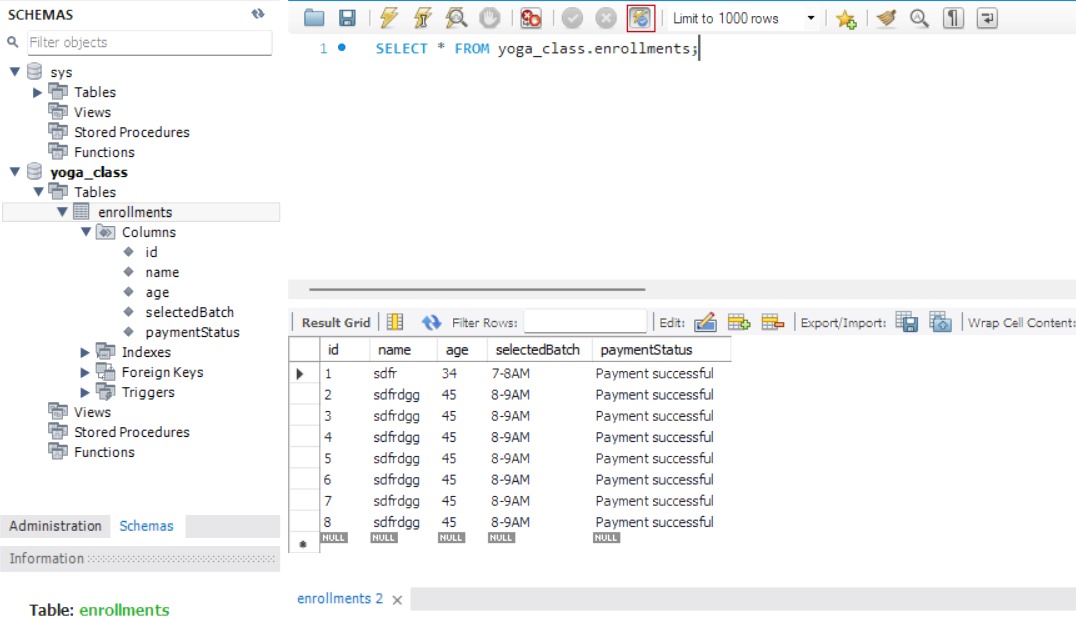 SCHEMAS
Filter objects
sys
Tables
Views
Stored Procedures
Functions
yoga_class
Tables
enrollments
Columns
id
name
age
selectedBatch
paymentStatus
Indexes
Foreign Keys
Triggers
Views
Stored Procedures
Functions
Administration Schemas
Information
Table: enrollments
Limit to 1000 rows
1 SELECT * FROM yoga_class.enrollments;
Result Grid Filter Rows: Edit: Export/Import: Wrap Cell Content:
id name age selectedBatch paymentStatus
1 sdfr 34 7-8AM Payment successful
2 sdfrdgg 45 8-9AM Payment successful
3 sdfrdgg 45 8-9AM Payment successful
4 sdfrdgg 45 8-9AM Payment successful
5 sdfrdgg 45 8-9AM Payment successful
6 sdfrdgg 45 8-9AM Payment successful
7 sdfrdgg 45 8-9AM Payment successful
8 sdfrdgg 45 8-9AM Payment successful
NULL NULL NULL NULL NULL
enrollments 2